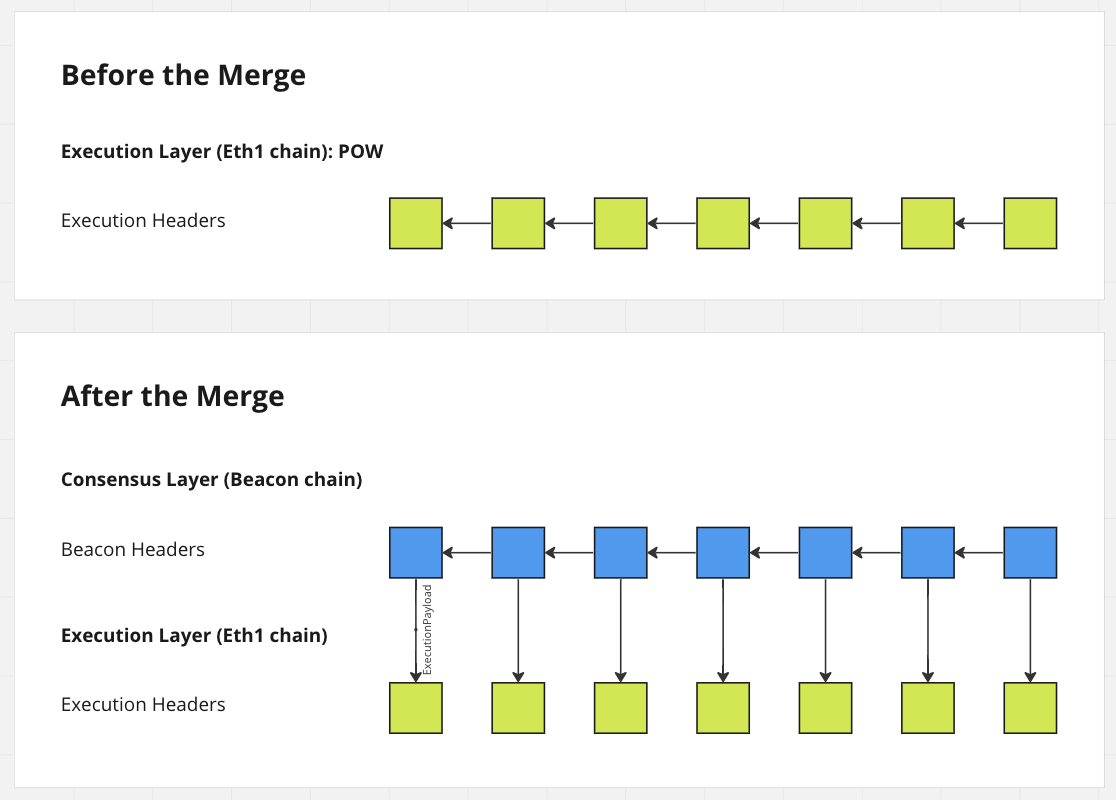 Before the Merge
Execution Layer (Eth1 chain): POW
Execution Headers
After the Merge
Consensus Layer (Beacon chain)
Beacon Headers
ExecutionPayload
Execution Layer (Eth1 chain)
Execution Headers